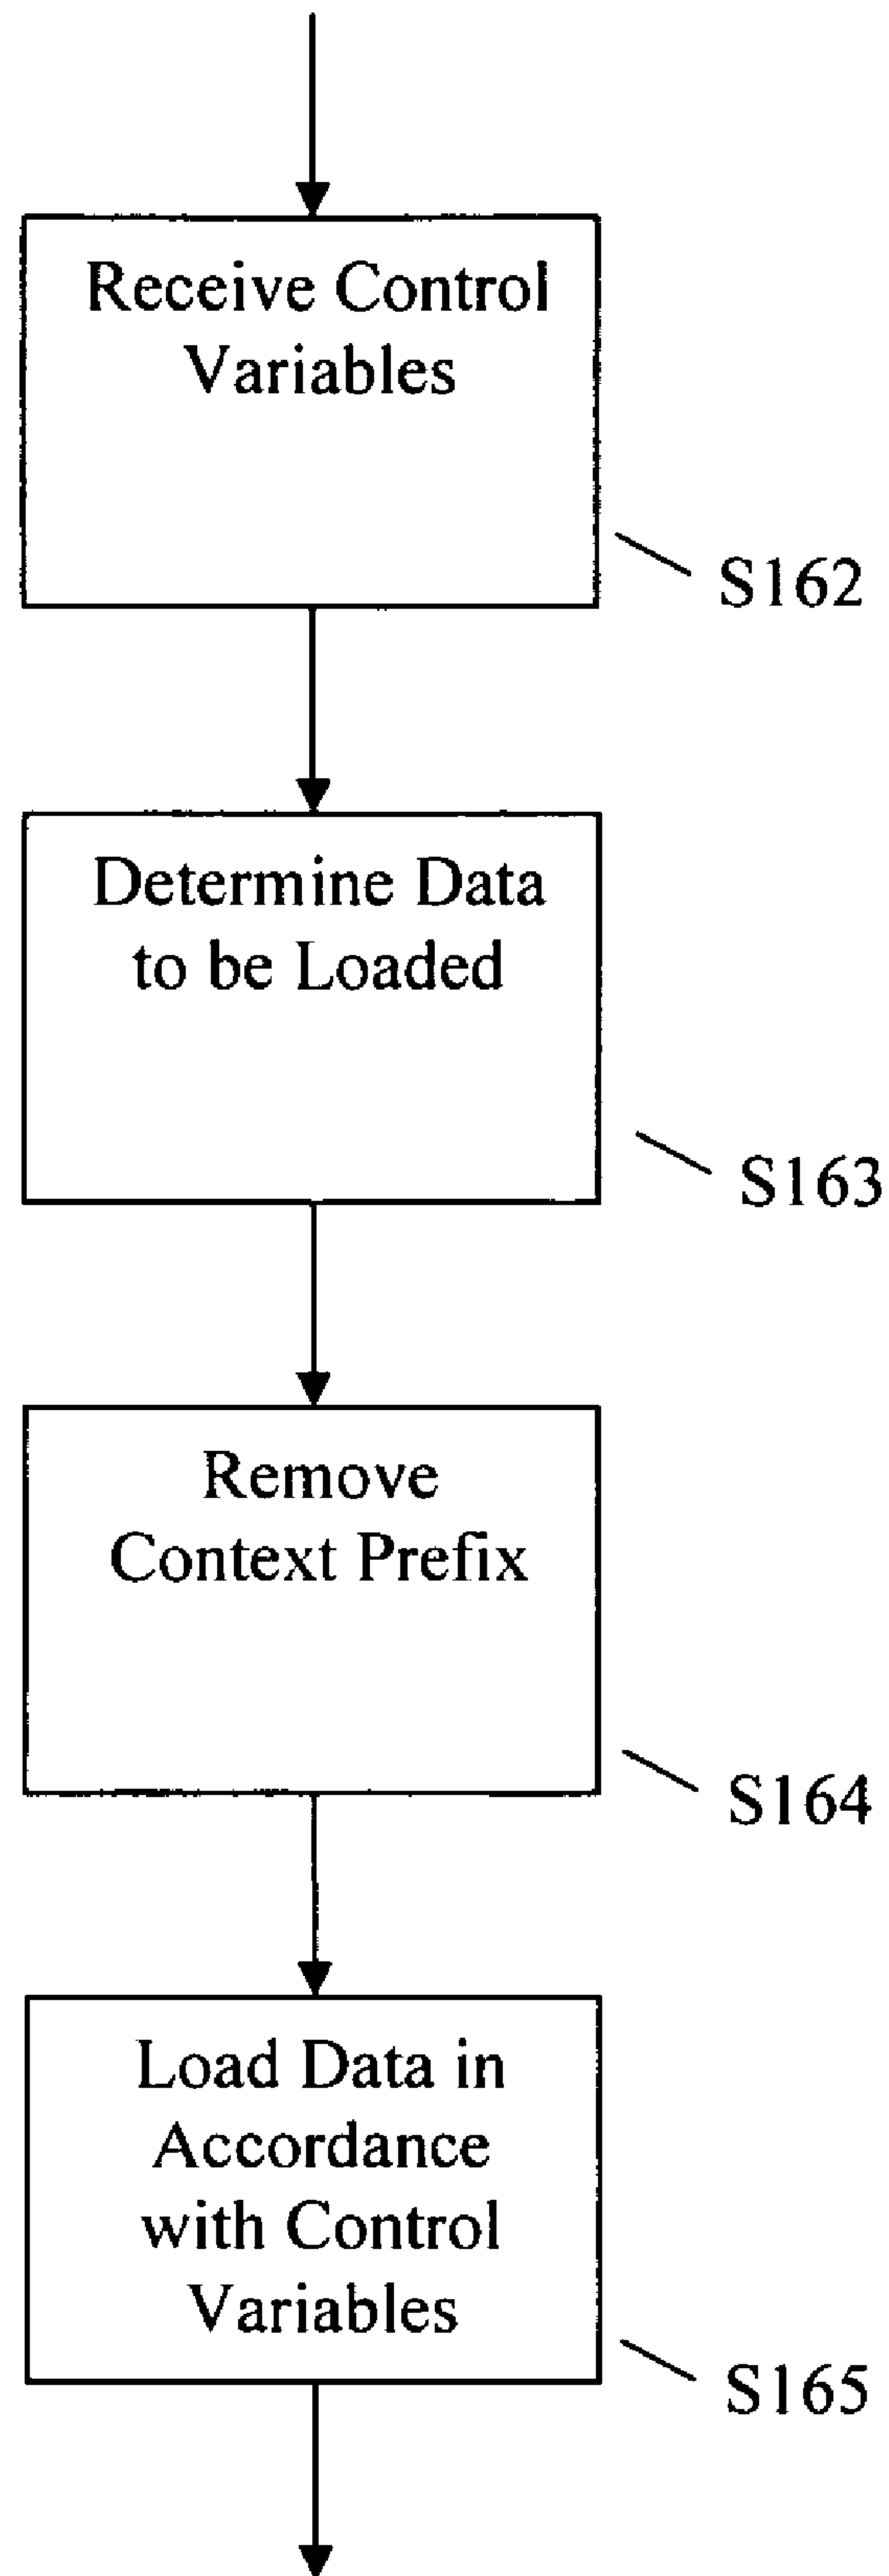 Receive Control
Variables
S162
Determine Data
to be Loaded
S163
Remove
Context Prefix
S164
Load Data in
Accordance
with Control
Variables
S165